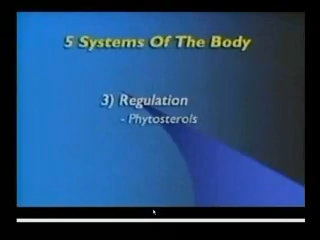 5 Systems Of The Body
3) Regulation
- Phytosterols